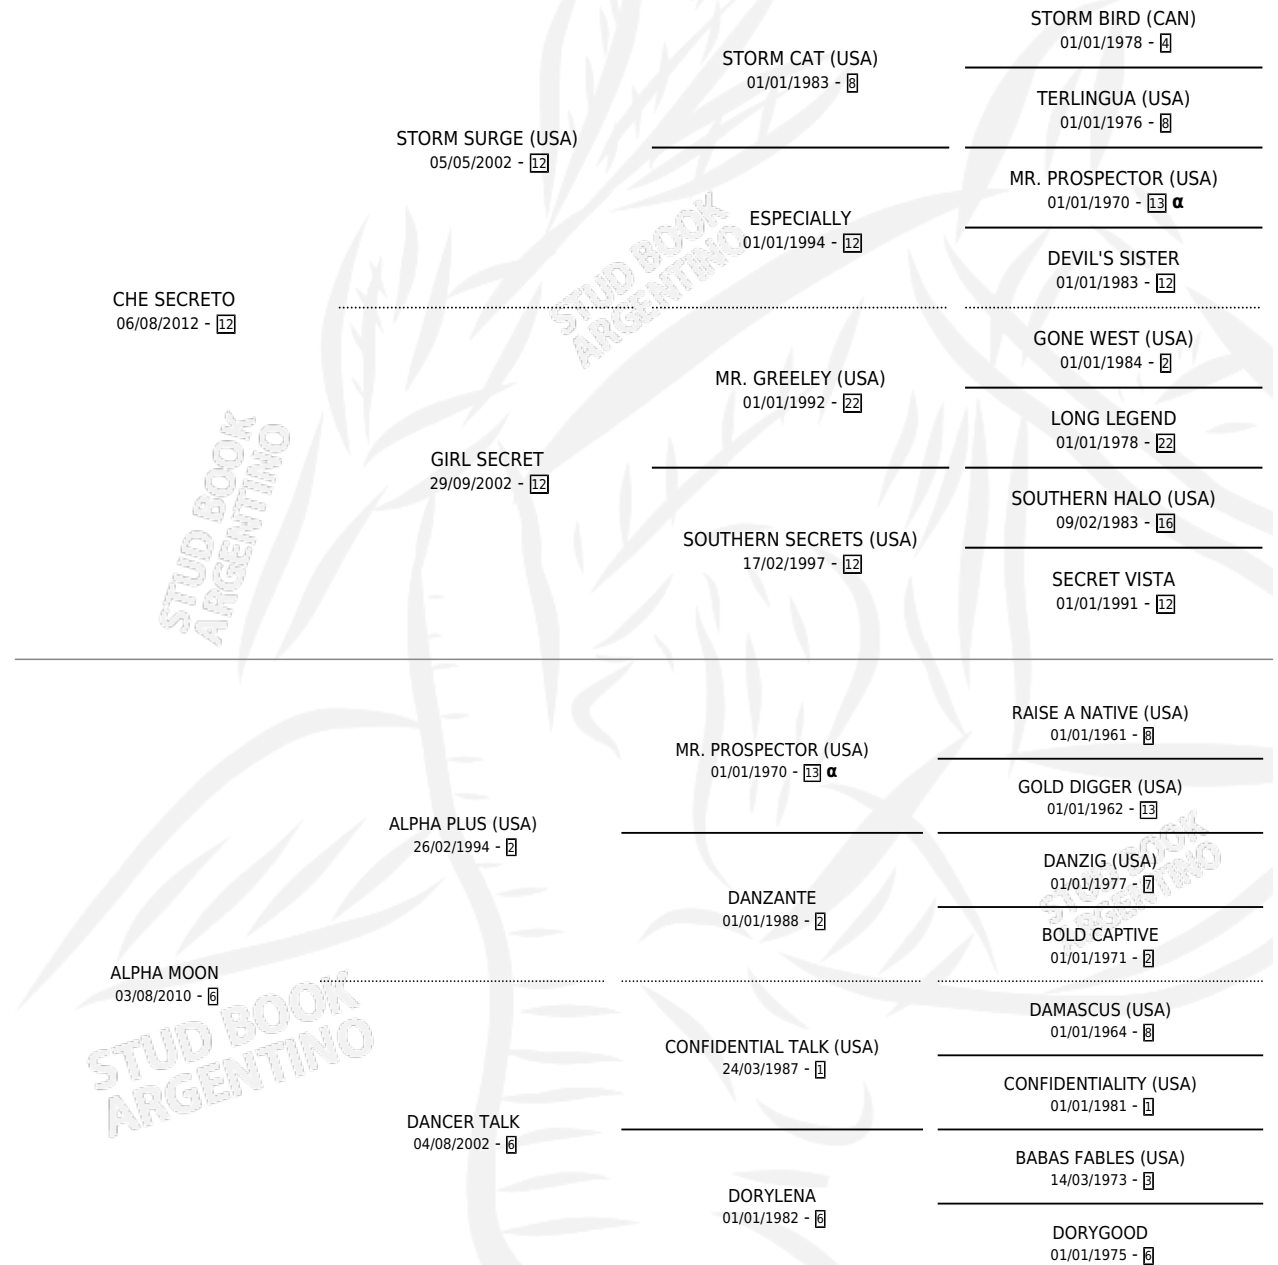 STORM BIRD (CAN)
01/01/1978 - 4
STORM CAT (USA)
01/01/1983 - 8
TERLINGUA (USA)
01/01/1976 - 8
STORM SURGE (USA)
05/05/2002 - 12
MR. PROSPECTOR (USA)
01/01/1970 - 13 α
ESPECIALLY
01/01/1994 - 12
DEVIL'S SISTER
01/01/1983 - 12
CHE SECRETO
06/08/2012 - 12
GONE WEST (USA)
01/01/1984 - 2
MR. GREELEY (USA)
01/01/1992 - 22
LONG LEGEND
01/01/1978 - 22
GIRL SECRET
29/09/2002 - 12
SOUTHERN HALO (USA)
09/02/1983 - 16
SOUTHERN SECRETS (USA)
17/02/1997 - 12
SECRET VISTA
01/01/1991 - 12
RAISE A NATIVE (USA)
01/01/1961 - 8
MR. PROSPECTOR (USA)
01/01/1970 - 13 α
GOLD DIGGER (USA)
01/01/1962 - 13
ALPHA PLUS (USA)
26/02/1994 - 2
DANZIG (USA)
01/01/1977 - 7
DANZANTE
01/01/1988 - 2
BOLD CAPTIVE
01/01/1971 - 2
ALPHA MOON
03/08/2010 - 6
DAMASCUS (USA)
01/01/1964 - 8
CONFIDENTIAL TALK (USA)
24/03/1987 - 1
CONFIDENTIALITY (USA)
01/01/1981 - 1
DANCER TALK
04/08/2002 - 6
BABAS FABLES (USA)
14/03/1973 - 3
DORYLENA
01/01/1982 - 6
DORYGOOD
01/01/1975 - 6
STUD BOOK
ARGENTINO
STUD BOOK
ARGENTINO
STUD BOOK
ARGENTINO
STUD BOOK
ARGENTINO